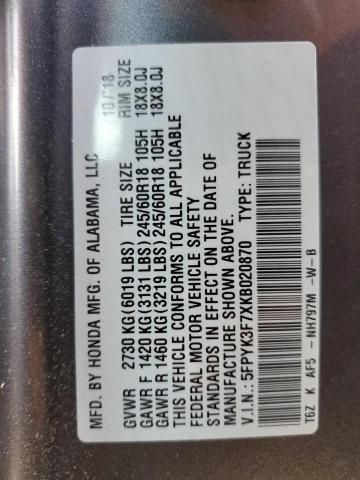 MFD. BY HONDA MFG. OF ALABAMA, LLC 10/18
TIRE SIZE RIM SIZE
GVWR 2730 KG (6019 LBS)
GAWR F 1420 KG (3131 LBS) 245/60R18 105H 18X8.0J
GAWR R 1460 KG (3219 LBS) 245/60R18 105H 18X8.0J
THIS VEHICLE CONFORMS TO ALL APPLICABLE
FEDERAL MOTOR VEHICLE SAFETY
STANDARDS IN EFFECT ON THE DATE OF
MANUFACTURE SHOWN ABOVE.
V.I.N.: 5FPYK3F7XKB020870 TYPE: TRUCK
T6Z K AF5 - NH797M -W-B